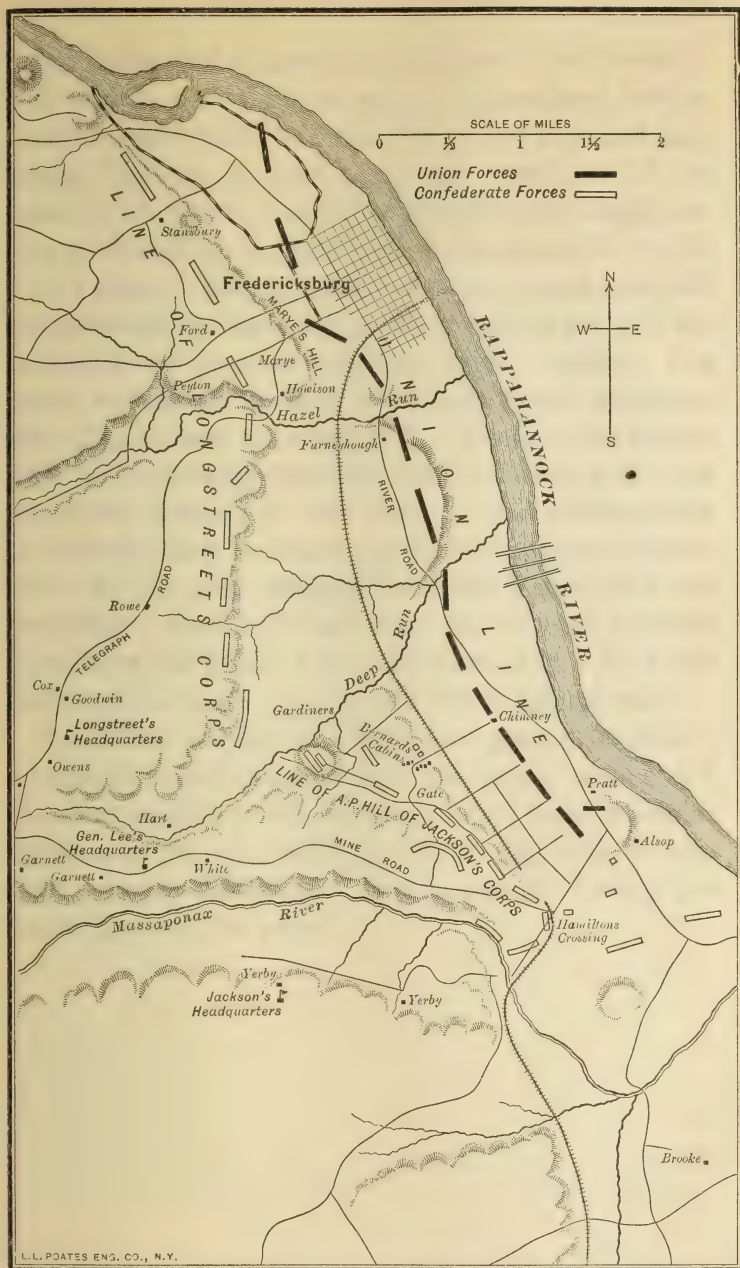 SCALE OF MILES
0 ½ 1 1½ 2
Union Forces
Confederate Forces
N
W E
S
LINE OF LONGSTREETS CORPS
Stansbury
Fredericksburg
MARYE'S HILL
Ford
Marye
Peyton
Howison
Hazel Run
UNION LINE
RAPPAHANNOCK RIVER
Furneyhough
RIVER ROAD
Rowe
TELEGRAPH ROAD
Deep Run
Cox
Goodwin
Longstreet's
Headquarters
Owens
Gardiners
Bernard's
Cabins
Chimney
Gate
LINE OF A.P.HILL OF JACKSON'S CORPS
Pratt
Alsop
Hart
Gen. Lee's
Headquarters
Garnett
Garnett
White
MINE ROAD
Massaponax River
Hamiltons
Crossing
Yerby
Jackson's
Headquarters
Yerby
Brooke
L.L. POATES ENG. CO., N.Y.